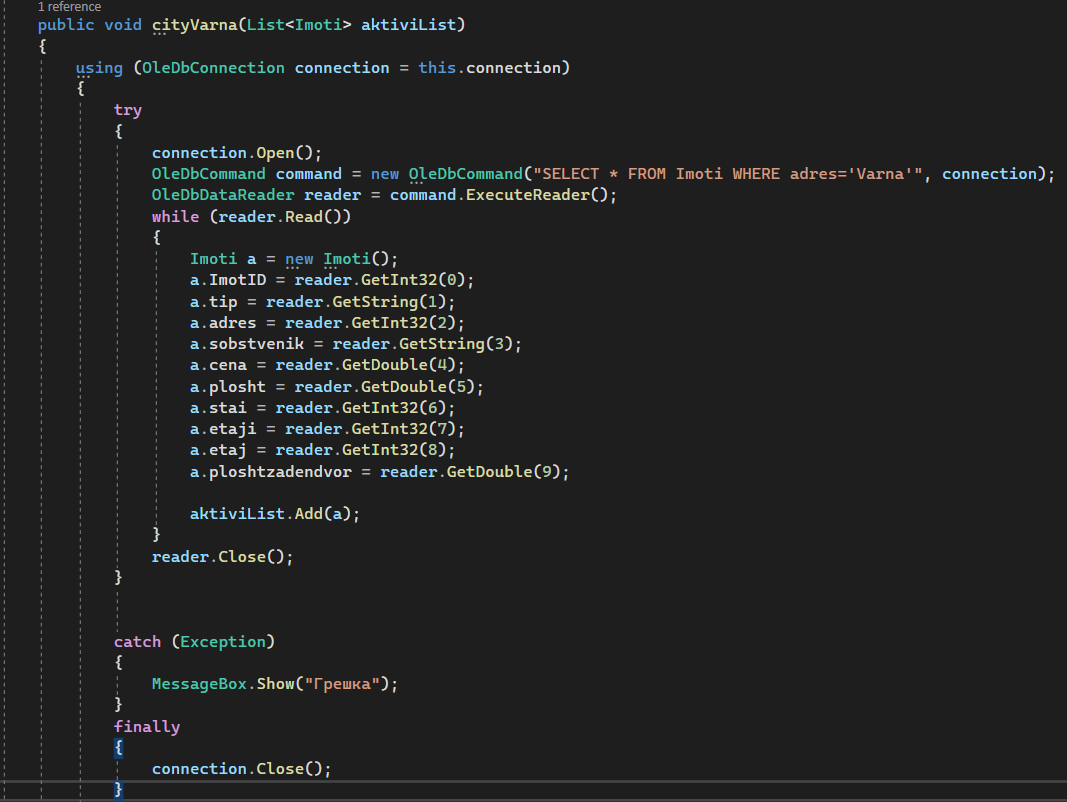 1 reference
public void cityVarna(List<Imoti> aktiviList)
{
using (OleDbConnection connection = this.connection)
{
try
{
connection.Open();
OleDbCommand command = new OleDbCommand("SELECT * FROM Imoti WHERE adres='Varna'", connection);
OleDbDataReader reader = command.ExecuteReader();
while (reader.Read())
{
Imoti a = new Imoti();
a.ImotID = reader.GetInt32(0);
a.tip = reader.GetString(1);
a.adres = reader.GetInt32(2);
a.sobstvenik = reader.GetString(3);
a.cena = reader.GetDouble(4);
a.plosht = reader.GetDouble(5);
a.stai = reader.GetInt32(6);
a.etaji = reader.GetInt32(7);
a.etaj = reader.GetInt32(8);
a.ploshtzadendvor = reader.GetDouble(9);
aktiviList.Add(a);
}
reader.Close();
}
catch (Exception)
{
MessageBox.Show("Грешка");
}
finally
{
connection.Close();
}